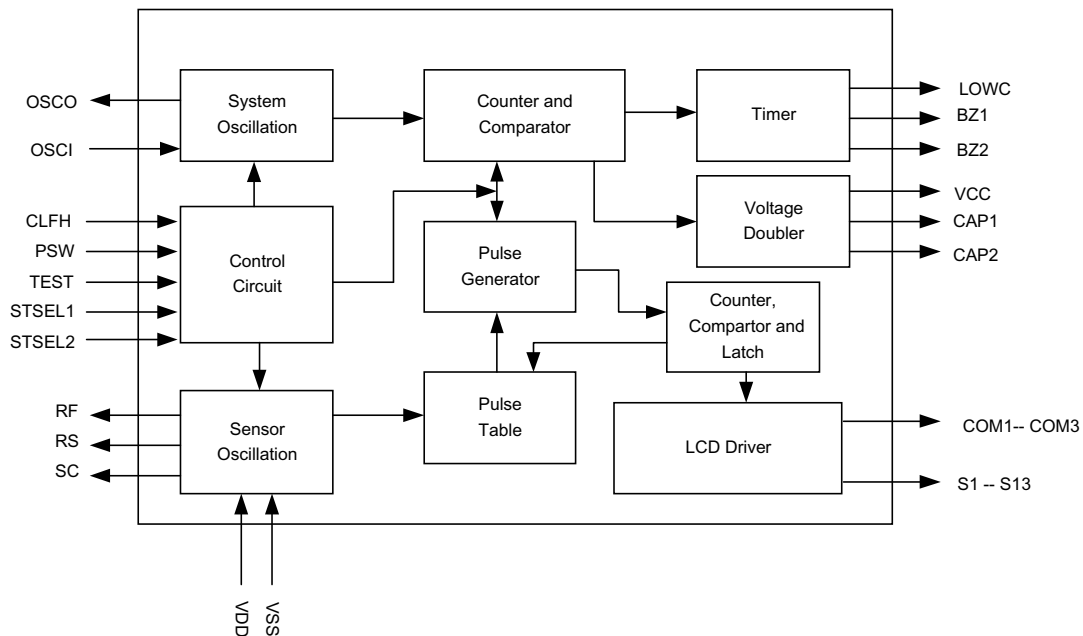 OSCO
OSCI
CLFH
PSW
TEST
STSEL1
STSEL2
RF
RS
SC
System
Oscillation
Control
Circuit
Sensor
Oscillation
VDD
VSS
Counter and
Comparator
Pulse
Generator
Pulse
Table
Timer
Voltage
Doubler
Counter,
Compartor and
Latch
LCD Driver
LOWC
BZ1
BZ2
VCC
CAP1
CAP2
COM1-- COM3
S1 -- S13